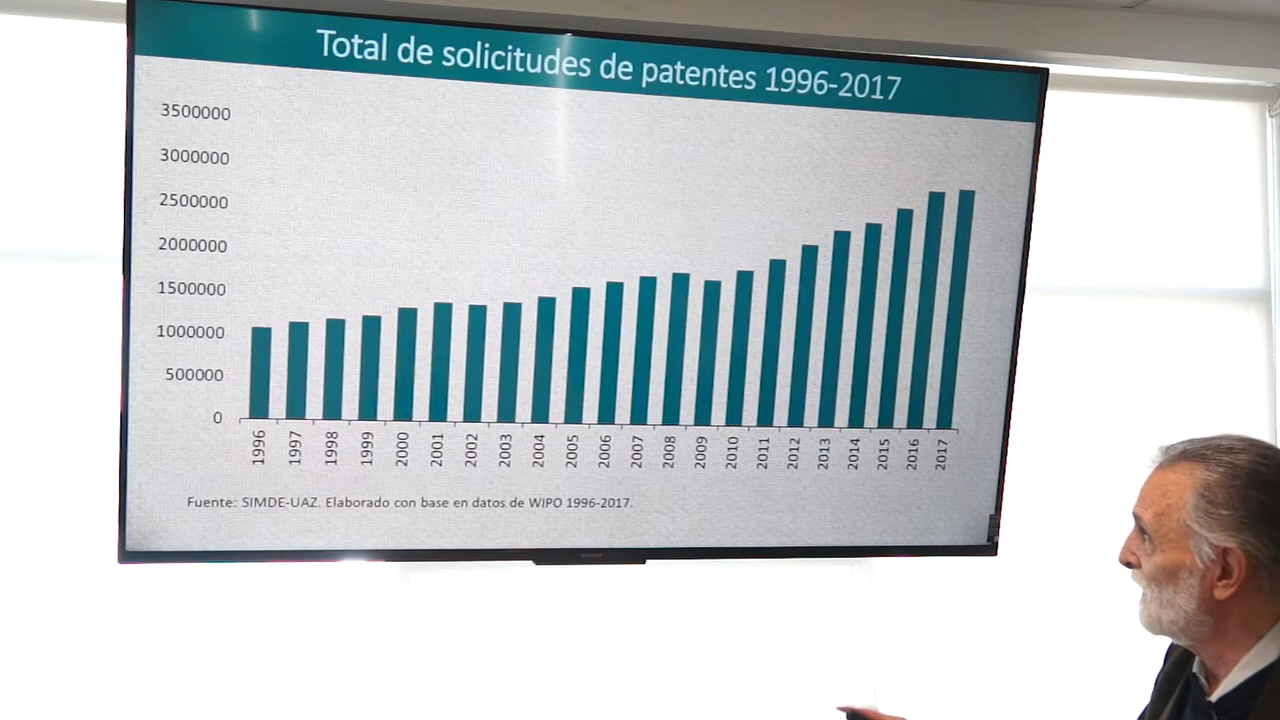 Total de solicitudes de patentes 1996-2017
3500000
3000000
2500000
2000000
1500000
1000000
500000
0
1996 1997 1998 1999 2000 2001 2002 2003 2004 2005 2006 2007 2008 2009 2010 2011 2012 2013 2014 2015 2016 2017
Fuente: SIMDE-UAZ. Elaborado con base en datos de WIPO 1996-2017.